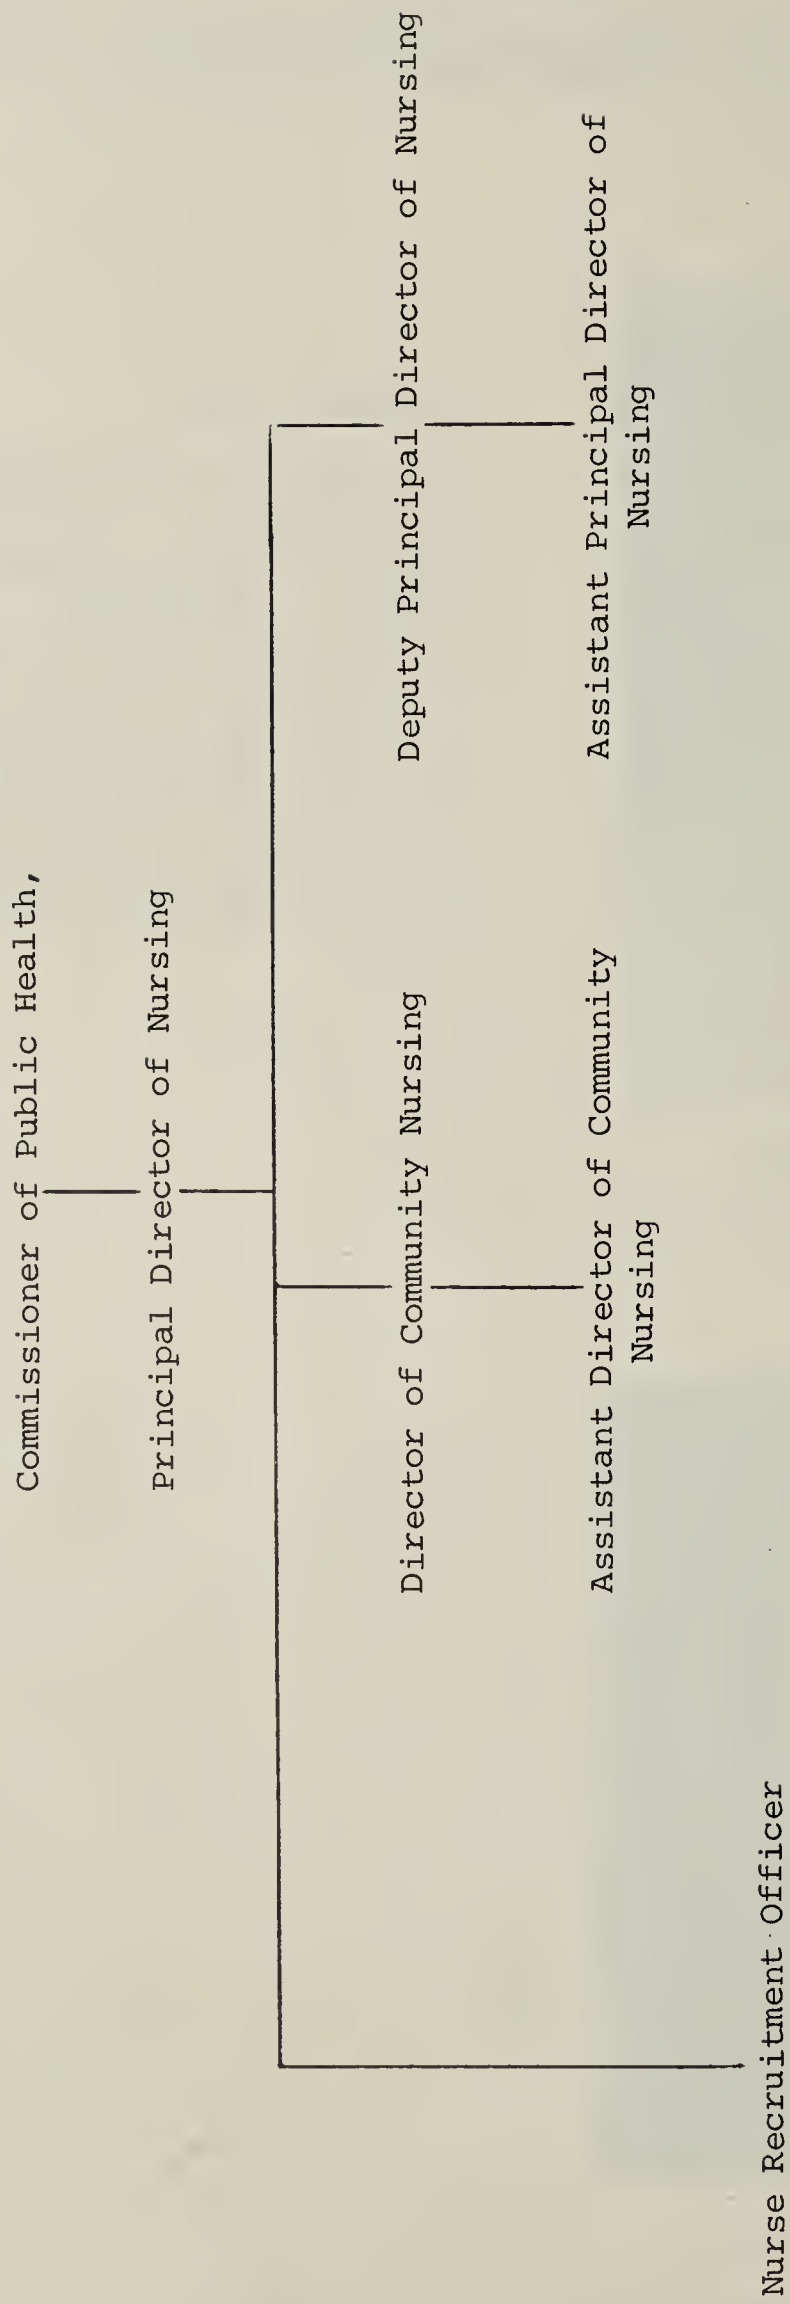 Commissioner of Public Health,
Principal Director of Nursing
Director of Community Nursing
Deputy Principal Director of Nursing
Assistant Director of Community
Nursing
Assistant Principal Director of
Nursing
Nurse Recruitment Officer